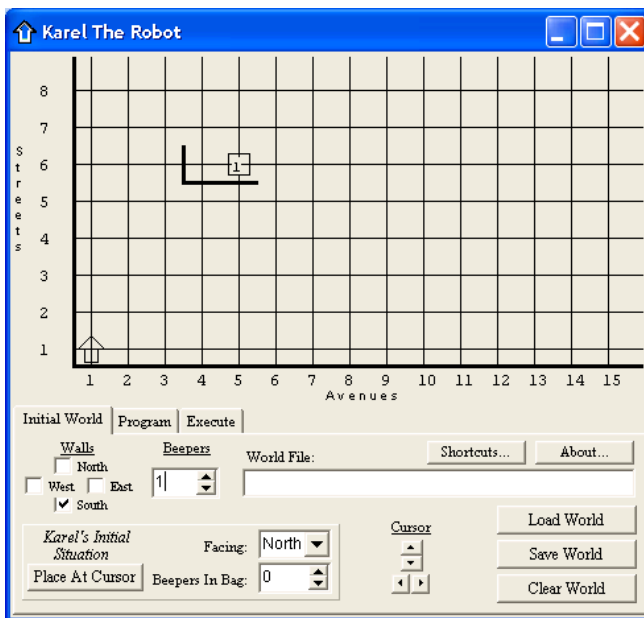 Karel The Robot
8
7
6
5
4
3
2
1
Streets
1
1 2 3 4 5 6 7 8 9 10 11 12 13 14 15
Avenues
Initial World Program Execute
Walls
North
West East
South
Beepers
1
World File:
Shortcuts... About...
Karel's Initial
Situation
Place At Cursor
Facing: North
Beepers In Bag: 0
Cursor
Load World
Save World
Clear World